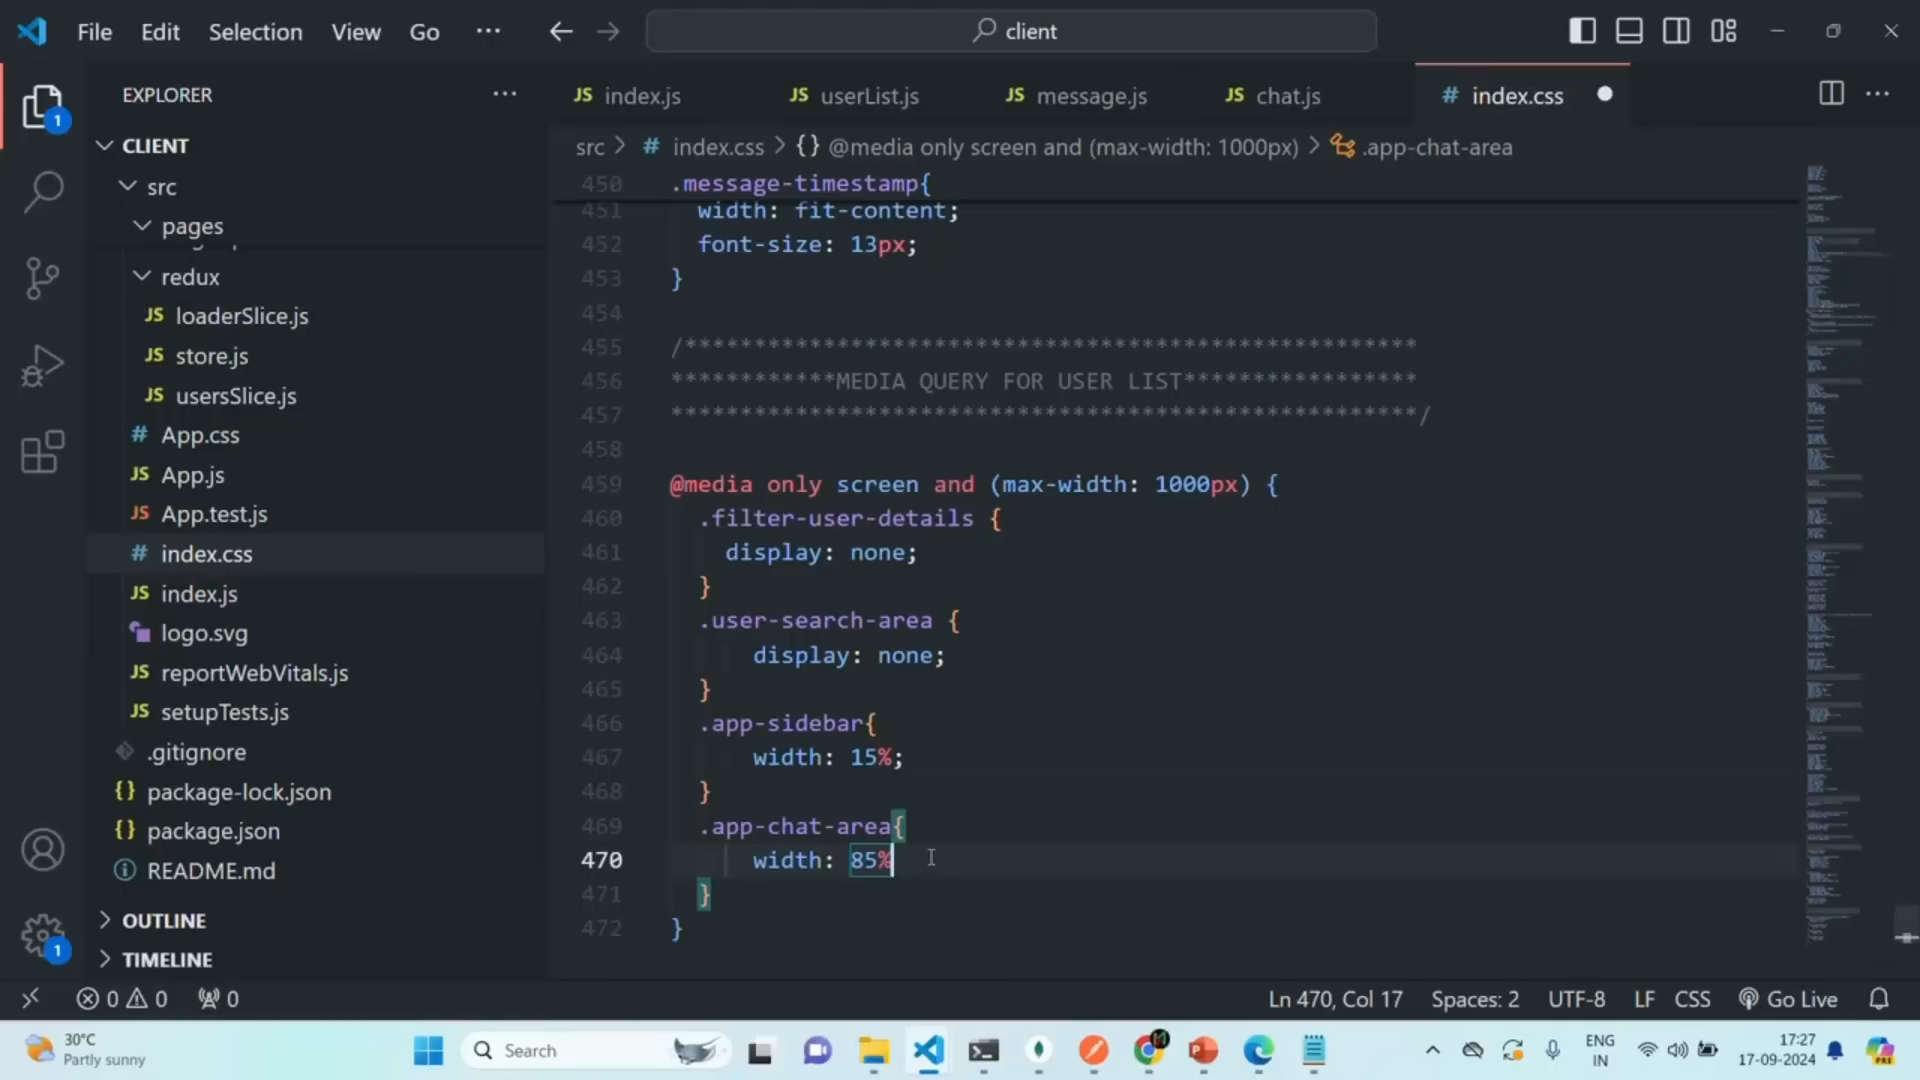 File Edit Selection View Go ··· client
EXPLORER ···
CLIENT
src
pages
redux
JS loaderSlice.js
JS store.js
JS usersSlice.js
# App.css
JS App.js
JS App.test.js
# index.css
JS index.js
logo.svg
JS reportWebVitals.js
JS setupTests.js
.gitignore
{} package-lock.json
{} package.json
README.md
OUTLINE
TIMELINE
1
1
JS index.js JS userList.js JS message.js JS chat.js # index.css ···
src > # index.css > {} @media only screen and (max-width: 1000px) > .app-chat-area
450 .message-timestamp{
451 width: fit-content;
452 font-size: 13px;
453 }
454
455 /*****************************************************
456 ************MEDIA QUERY FOR USER LIST*****************
457 ******************************************************/
458
459 @media only screen and (max-width: 1000px) {
460 .filter-user-details {
461 display: none;
462 }
463 .user-search-area {
464 display: none;
465 }
466 .app-sidebar{
467 width: 15%;
468 }
469 .app-chat-area{
470 width: 85%
471 }
472 }
0 0 0 Ln 470, Col 17 Spaces: 2 UTF-8 LF CSS Go Live
30°C
Partly sunny
Search
ENG
IN
17:27
17-09-2024
PRE